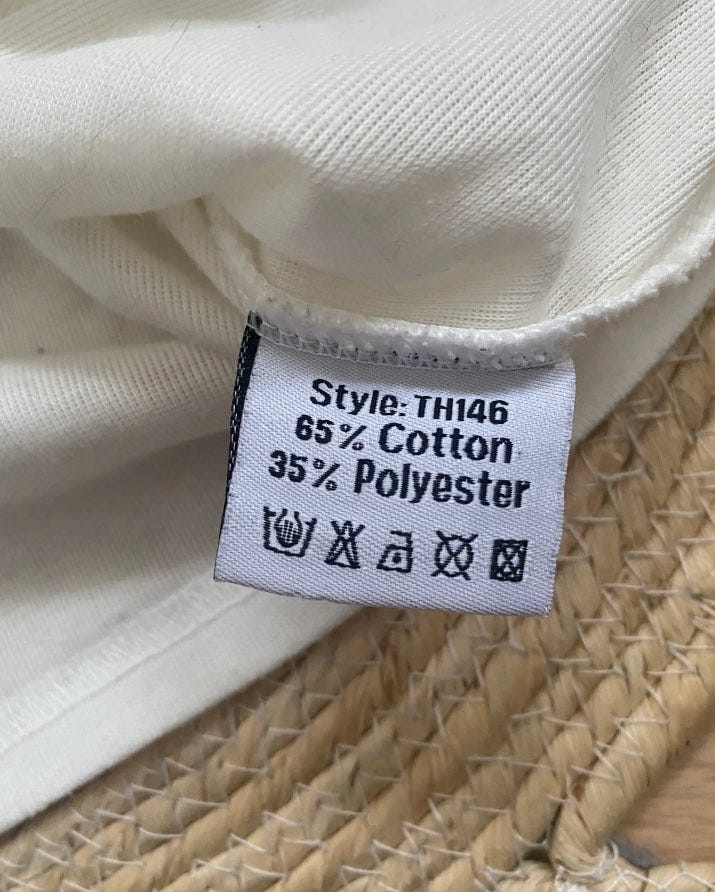 Style: TH146
65% Cotton
35% Polyester